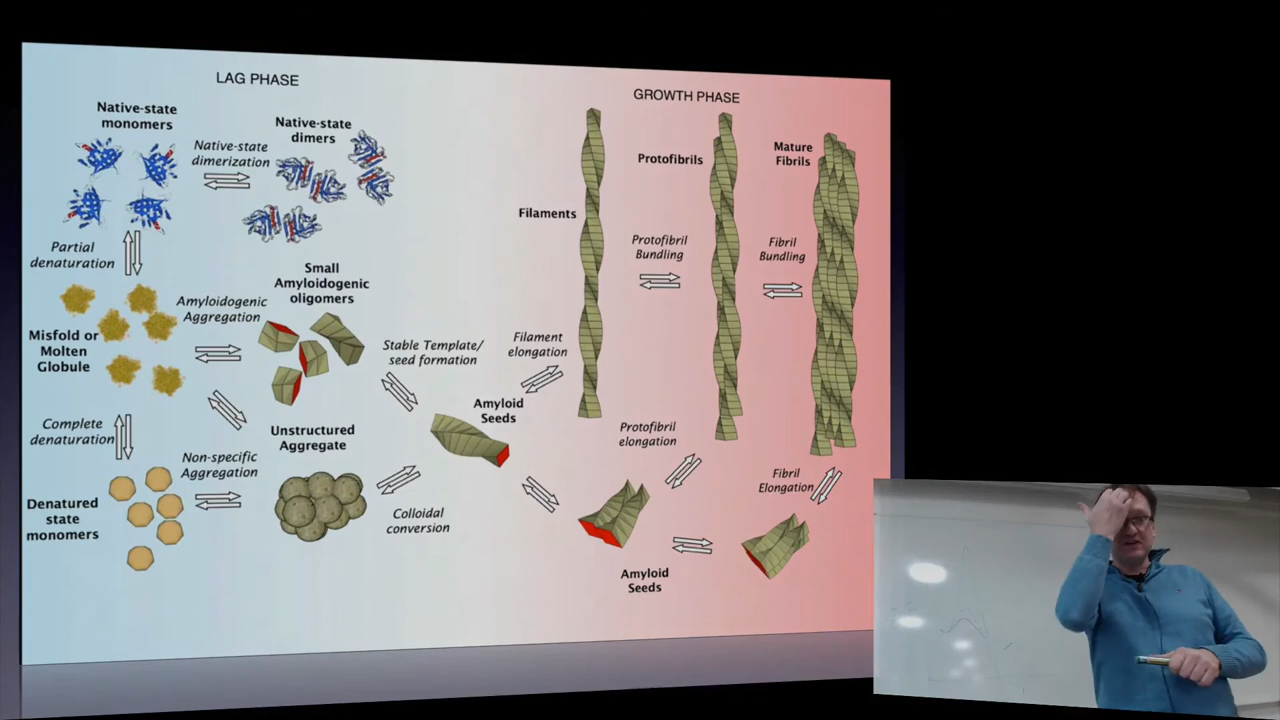 LAG PHASE
GROWTH PHASE
Native-state
monomers
Native-state
dimerization
Native-state
dimers
Protofibrils
Mature
Fibrils
Filaments
Partial
denaturation
Protofibril
Bundling
Fibril
Bundling
Small
Amyloidogenic
oligomers
Amyloidogenic
Aggregation
Misfold or
Molten
Globule
Stable Template/
seed formation
Filament
elongation
Amyloid
Seeds
Complete
denaturation
Unstructured
Aggregate
Protofibril
elongation
Non-specific
Aggregation
Fibril
Elongation
Denatured
state
monomers
Colloidal
conversion
Amyloid
Seeds